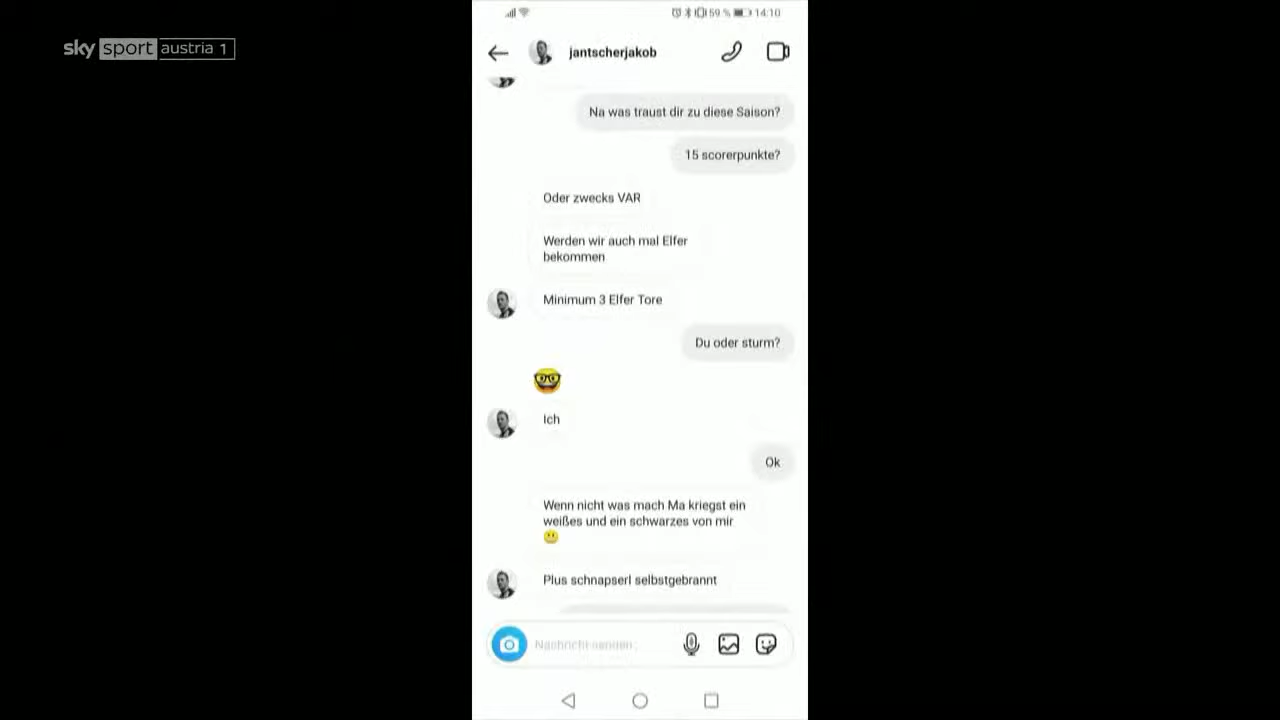 sky sport austria 1
59 % 14:10
jantscherjakob
Na was traust dir zu diese Saison?
15 scorerpunkte?
Oder zwecks VAR
Werden wir auch mal Elfer
bekommen
Minimum 3 Elfer Tore
Du oder sturm?
Ich
Ok
Wenn nicht was mach Ma kriegst ein
weißes und ein schwarzes von mir
Plus schnapserl selbstgebrannt
Nachricht senden